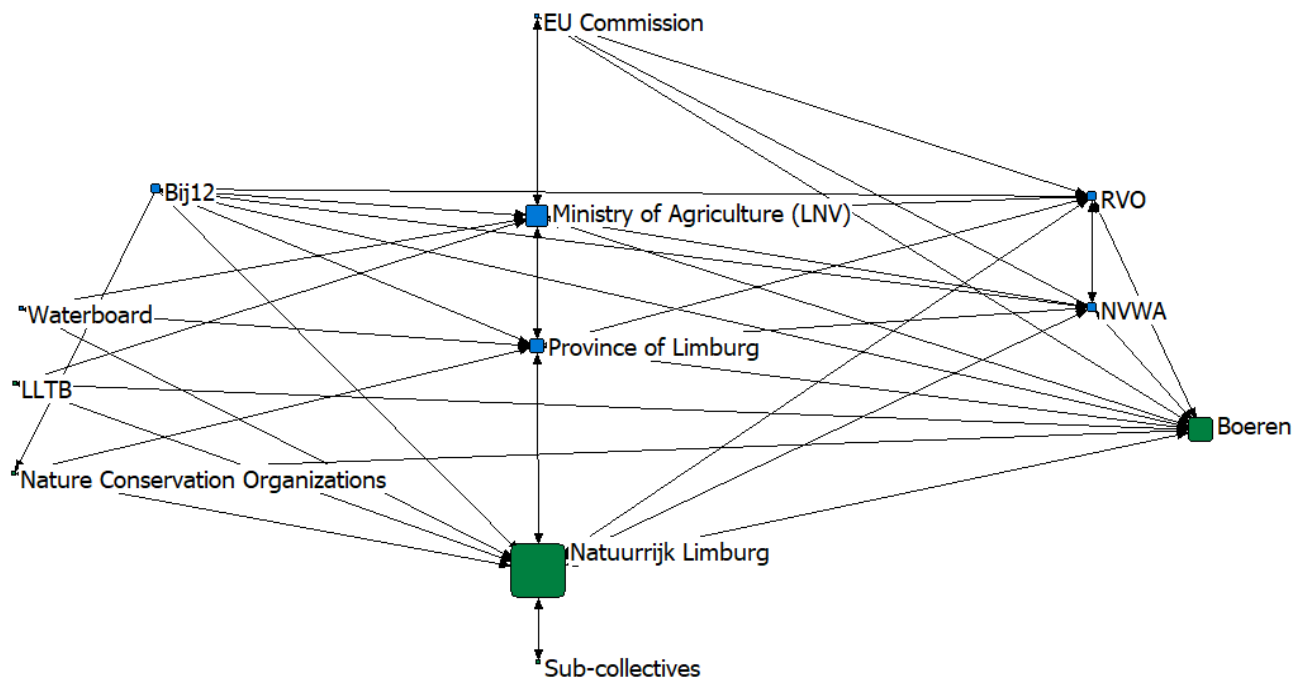 EU Commission
Bij12
RVO
Ministry of Agriculture (LNV)
Waterboard
NVWA
Province of Limburg
LLTB
Boeren
Nature Conservation Organizations
Natuurrijk Limburg
Sub-collectives